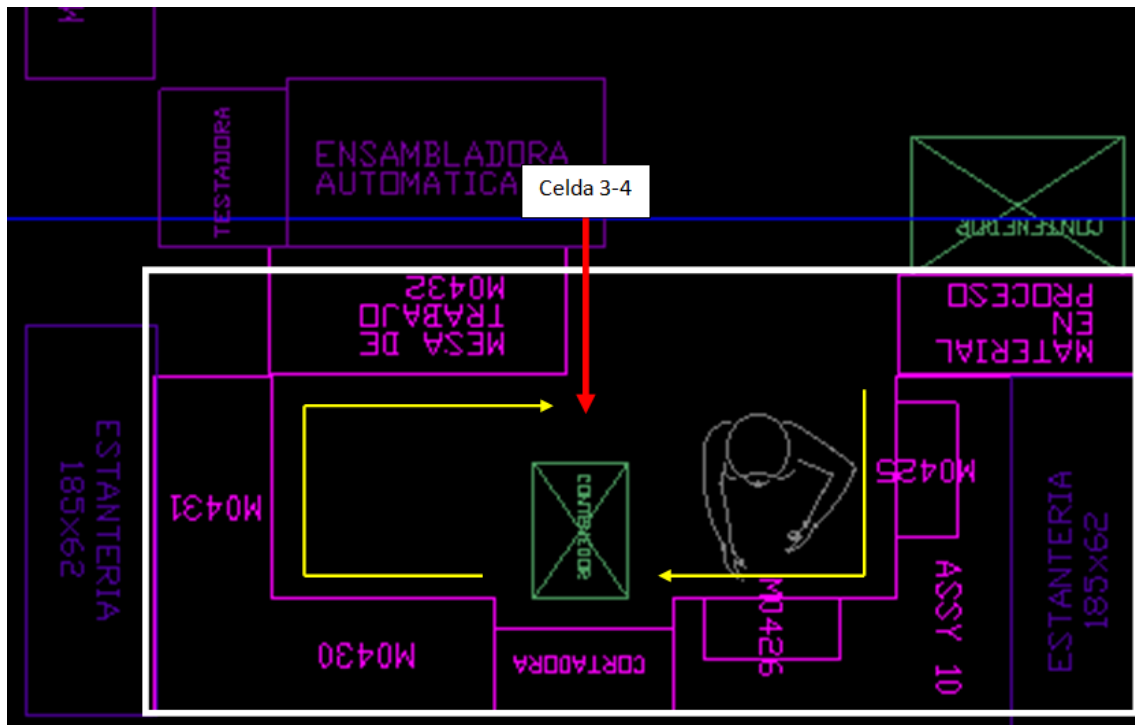 TESTADORA
ENSAMBLADORA
AUTOMATICA
Celda 3-4
CONTENEDOR
MESA DE
TRABAJO
M0432
MATERIAL
EN
PROCESO
ESTANTERIA
185x62
M0431
CONTENEDOR
M0425
ESTANTERIA
185x62
M0430
CORTADORA
M0426
ASSY 10